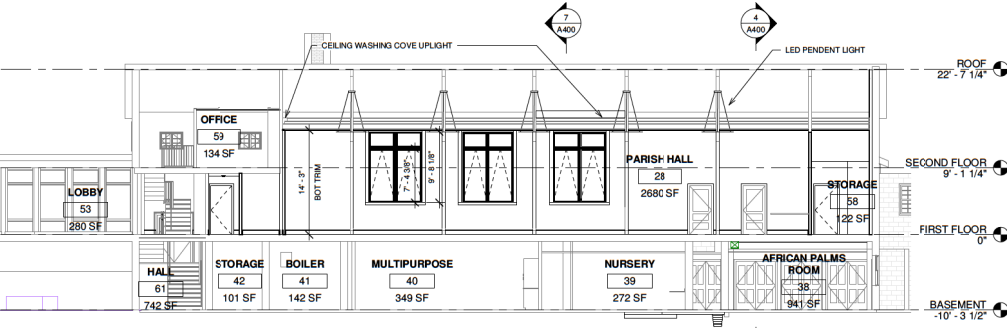 7
A400
4
A400
CEILING WASHING COVE UPLIGHT
LED PENDENT LIGHT
ROOF
22' - 7 1/4"
OFFICE
59
134 SF
14' - 3"
BOT TRIM
7' - 4 3/8"
9' - 8 1/8"
PARISH HALL
28
2680 SF
SECOND FLOOR
9' - 1 1/4"
LOBBY
53
280 SF
STORAGE
58
122 SF
FIRST FLOOR
0"
HALL
61
742 SF
STORAGE
42
101 SF
BOILER
41
142 SF
MULTIPURPOSE
40
349 SF
NURSERY
39
272 SF
AFRICAN PALMS
ROOM
38
941 SF
BASEMENT
-10' - 3 1/2"